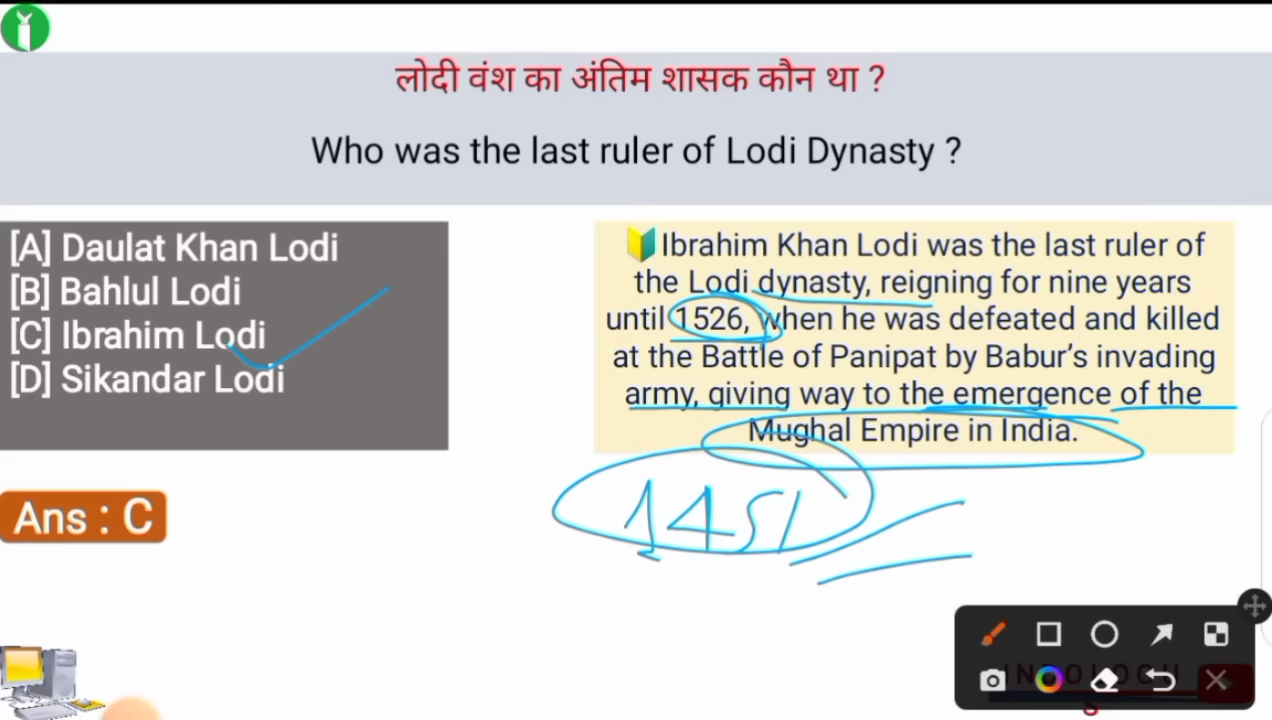 लोदी वंश का अंतिम शासक कौन था ?
Who was the last ruler of Lodi Dynasty ?
[A] Daulat Khan Lodi
[B] Bahlul Lodi
[C] Ibrahim Lodi
[D] Sikandar Lodi
Ans : C
Ibrahim Khan Lodi was the last ruler of
the Lodi dynasty, reigning for nine years
until 1526, when he was defeated and killed
at the Battle of Panipat by Babur's invading
army, giving way to the emergence of the
Mughal Empire in India.
1451